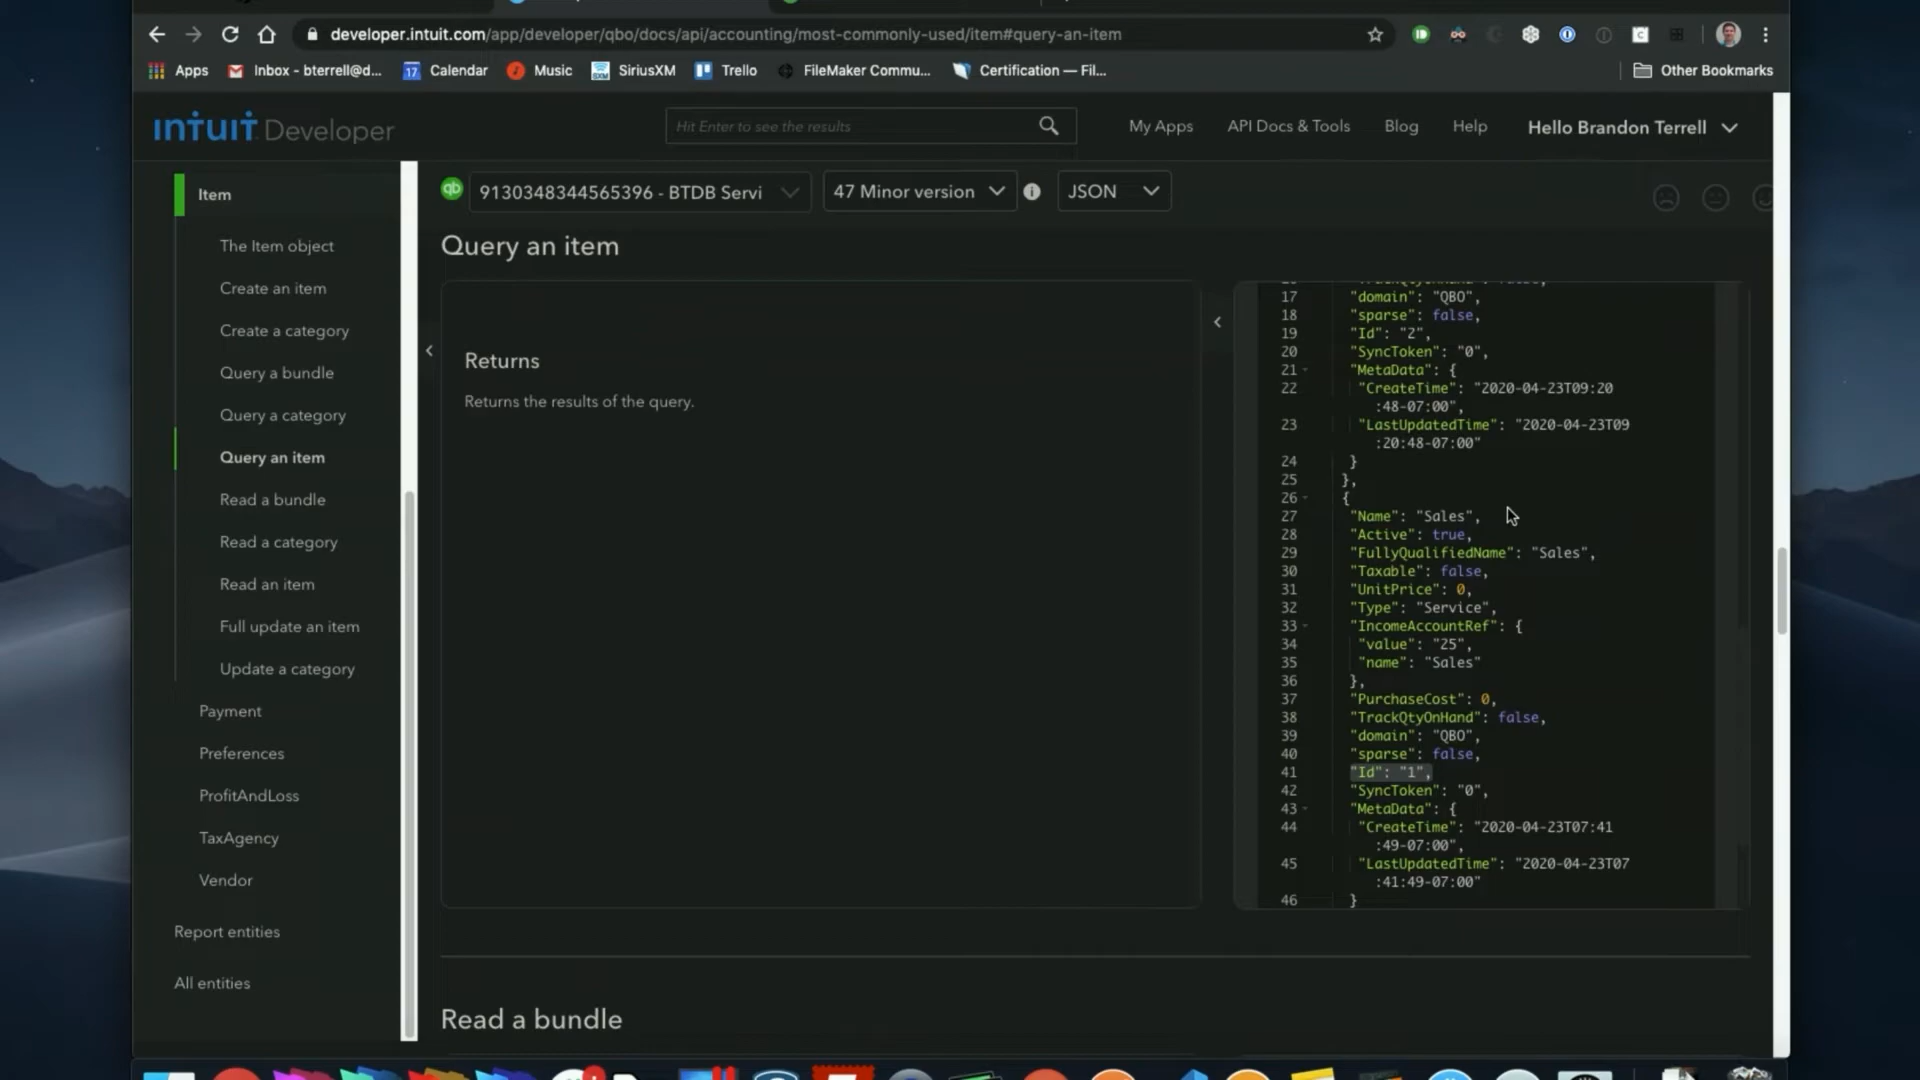 developer.intuit.com/app/developer/qbo/docs/api/accounting/most-commonly-used/item#query-an-item
Apps
Inbox - bterrell@d...
17
Calendar
Music
SXM
SiriusXM
Trello
FileMaker Commu...
Certification — Fil...
Other Bookmarks
ıntuıt Developer
Hit Enter to see the results
My Apps
API Docs & Tools
Blog
Help
Hello Brandon Terrell
Item
The Item object
Create an item
Create a category
Query a bundle
Query a category
Query an item
Read a bundle
Read a category
Read an item
Full update an item
Update a category
Payment
Preferences
ProfitAndLoss
TaxAgency
Vendor
Report entities
All entities
qb
9130348344565396 - BTDB Servi
47 Minor version
JSON
Query an item
Returns
Returns the results of the query.
17 "domain": "QBO",
18 "sparse": false,
19 "Id": "2",
20 "SyncToken": "0",
21 "MetaData": {
22 "CreateTime": "2020-04-23T09:20
:48-07:00",
23 "LastUpdatedTime": "2020-04-23T09
:20:48-07:00"
24 }
25 },
26 {
27 "Name": "Sales",
28 "Active": true,
29 "FullyQualifiedName": "Sales",
30 "Taxable": false,
31 "UnitPrice": 0,
32 "Type": "Service",
33 "IncomeAccountRef": {
34 "value": "25",
35 "name": "Sales"
36 },
37 "PurchaseCost": 0,
38 "TrackQtyOnHand": false,
39 "domain": "QBO",
40 "sparse": false,
41 "Id": "1",
42 "SyncToken": "0",
43 "MetaData": {
44 "CreateTime": "2020-04-23T07:41
:49-07:00",
45 "LastUpdatedTime": "2020-04-23T07
:41:49-07:00"
46 }
Read a bundle